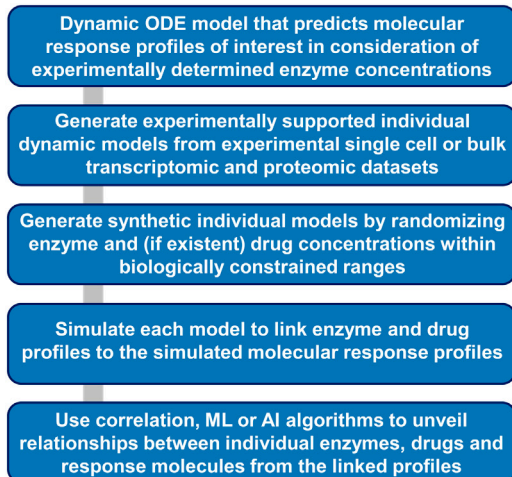 Dynamic ODE model that predicts molecular
response profiles of interest in consideration of
experimentally determined enzyme concentrations
Generate experimentally supported individual
dynamic models from experimental single cell or bulk
transcriptomic and proteomic datasets
Generate synthetic individual models by randomizing
enzyme and (if existent) drug concentrations within
biologically constrained ranges
Simulate each model to link enzyme and drug
profiles to the simulated molecular response profiles
Use correlation, ML or AI algorithms to unveil
relationships between individual enzymes, drugs and
response molecules from the linked profiles